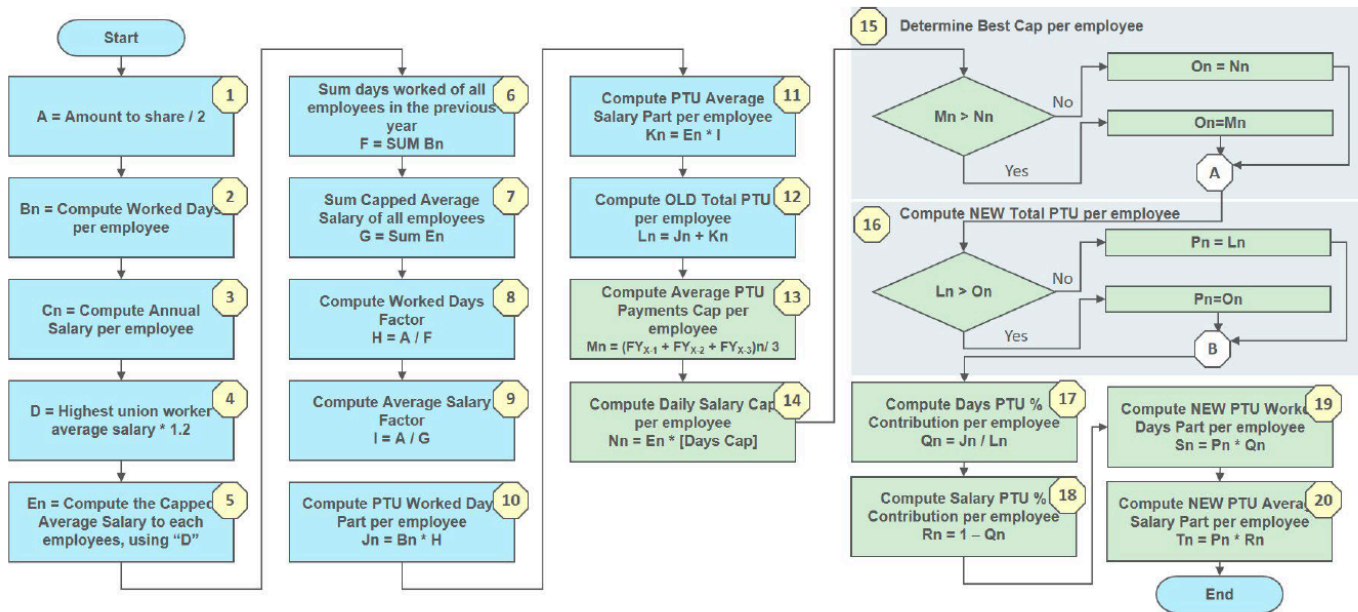 Start
1
A = Amount to share / 2
2
Bn = Compute Worked Days
per employee
3
Cn = Compute Annual
Salary per employee
4
D = Highest union worker
average salary * 1.2
5
En = Compute the Capped
Average Salary to each
employees, using “D”
6
Sum days worked of all
employees in the previous
year
F = SUM Bn
7
Sum Capped Average
Salary of all employees
G = Sum En
8
Compute Worked Days
Factor
H = A / F
9
Compute Average Salary
Factor
I = A / G
10
Compute PTU Worked Days
Part per employee
Jn = Bn * H
11
Compute PTU Average
Salary Part per employee
Kn = En * I
12
Compute OLD Total PTU
per employee
Ln = Jn + Kn
13
Compute Average PTU
Payments Cap per
employee
Mn = (FYX-1 + FYX-2 + FYX-3)n/ 3
14
Compute Daily Salary Cap
per employee
Nn = En * [Days Cap]
15
Determine Best Cap per employee
Mn > Nn
No
On = Nn
Yes
On=Mn
A
16
Compute NEW Total PTU per employee
Ln > On
No
Pn = Ln
Yes
Pn=On
B
17
Compute Days PTU %
Contribution per employee
Qn = Jn / Ln
18
Compute Salary PTU %
Contribution per employee
Rn = 1 – Qn
19
Compute NEW PTU Worked
Days Part per employee
Sn = Pn * Qn
20
Compute NEW PTU Average
Salary Part per employee
Tn = Pn * Rn
End